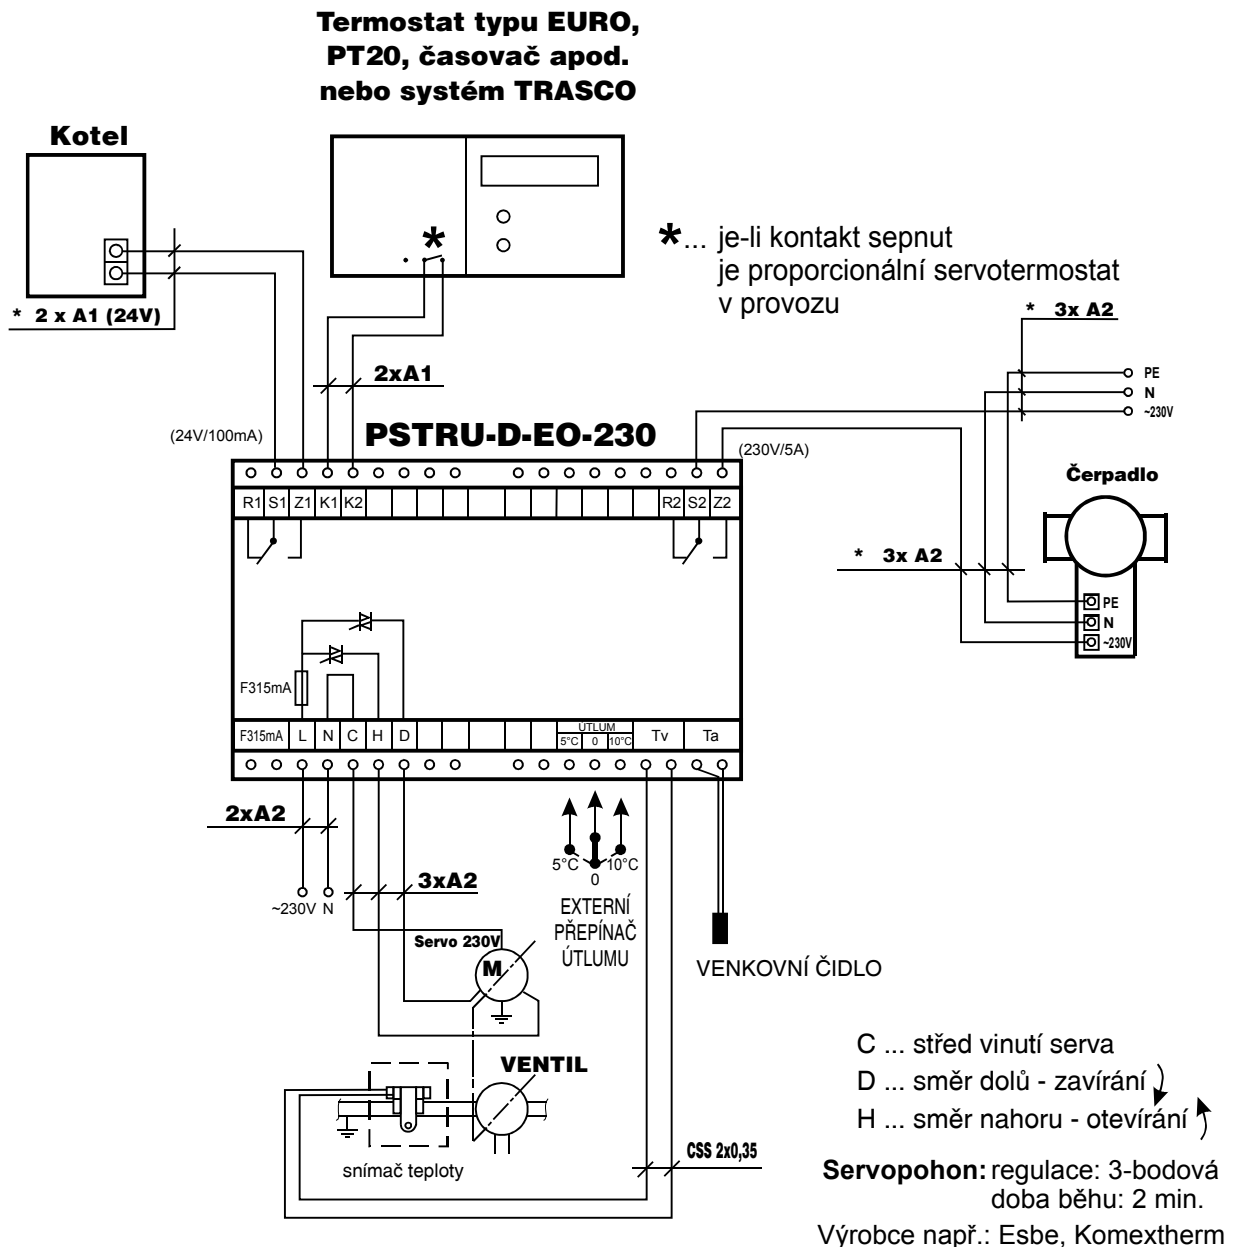 Termostat typu EURO,
PT20, časovač apod.
nebo systém TRASCO
Kotel
*
*... je-li kontakt sepnut
je proporcionální servotermostat
v provozu
* 2 x A1 (24V)
* 3x A2
PE
N
~230V
2xA1
(24V/100mA)
PSTRU-D-EO-230
(230V/5A)
Čerpadlo
R1 S1 Z1 K1 K2 R2 S2 Z2
* 3x A2
PE
N
~230V
F315mA
F315mA L N C H D ÚTLUM Tv Ta
5°C 0 10°C
2xA2
5°C 10°C
0
3xA2
~230V N
EXTERNÍ
PŘEPÍNAČ
ÚTLUMU
Servo 230V
M
VENKOVNÍ ČIDLO
C ... střed vinutí serva
D ... směr dolů - zavírání
H ... směr nahoru - otevírání
VENTIL
snímač teploty
CSS 2x0,35
Servopohon: regulace: 3-bodová
doba běhu: 2 min.
Výrobce např.: Esbe, Komextherm